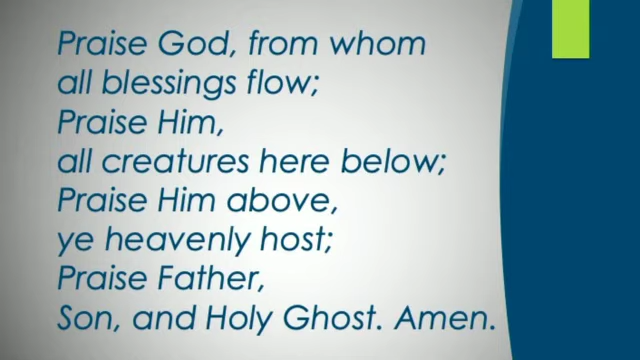 Praise God, from whom
all blessings flow;
Praise Him,
all creatures here below;
Praise Him above,
ye heavenly host;
Praise Father,
Son, and Holy Ghost. Amen.